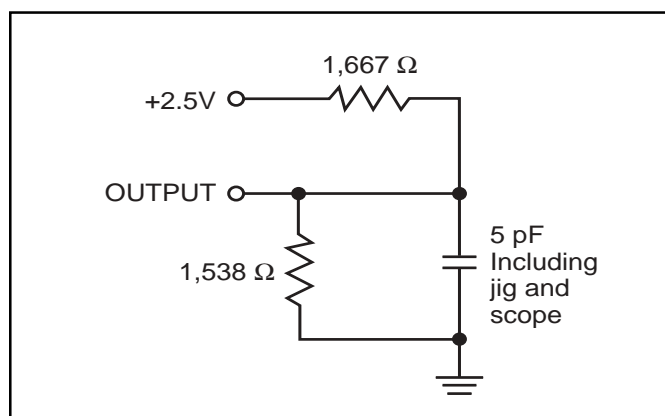 1,667 Ω
+2.5V
OUTPUT
1,538 Ω
5 pF
Including
jig and
scope